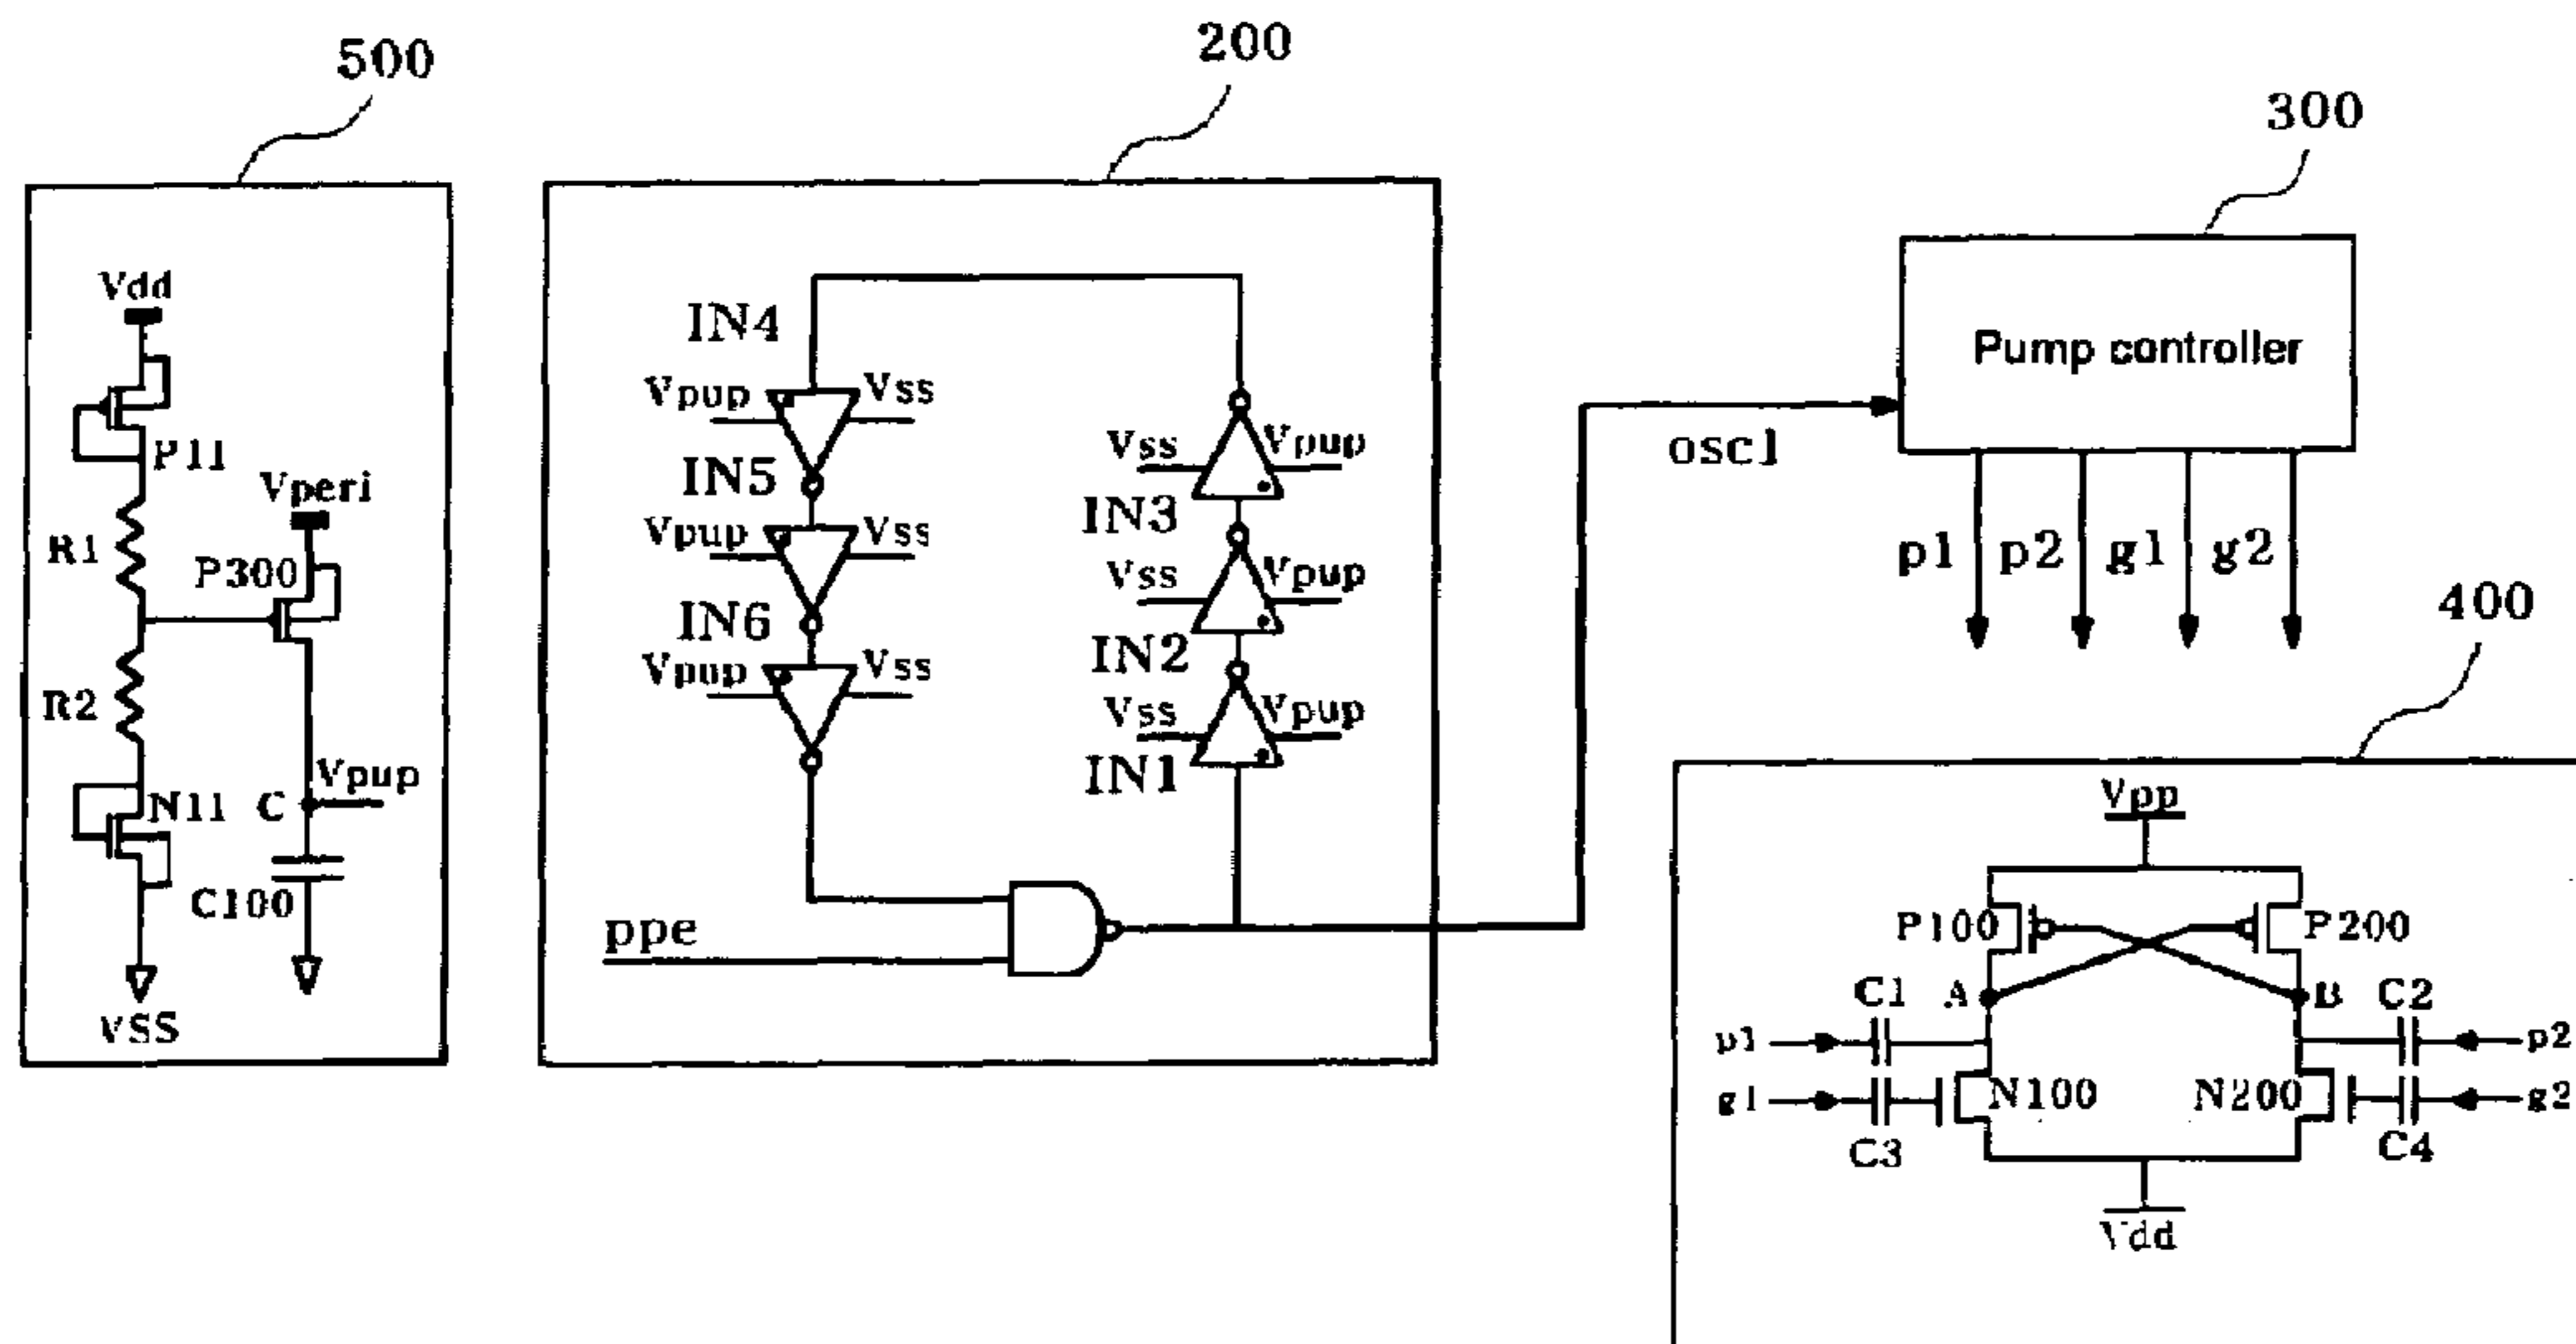 500
Vdd
P11
R1
Vperi
P300
R2
N11
C
Vpup
C100
VSS
200
IN4
Vpup
Vss
IN5
Vpup
Vss
IN6
Vpup
Vss
Vss
Vpup
IN3
Vss
Vpup
IN2
Vss
Vpup
IN1
ppe
osc1
300
Pump controller
p1
p2
g1
g2
400
Vpp
P100
P200
C1
A
B
C2
p1
p2
g1
N100
N200
g2
C3
C4
Vdd